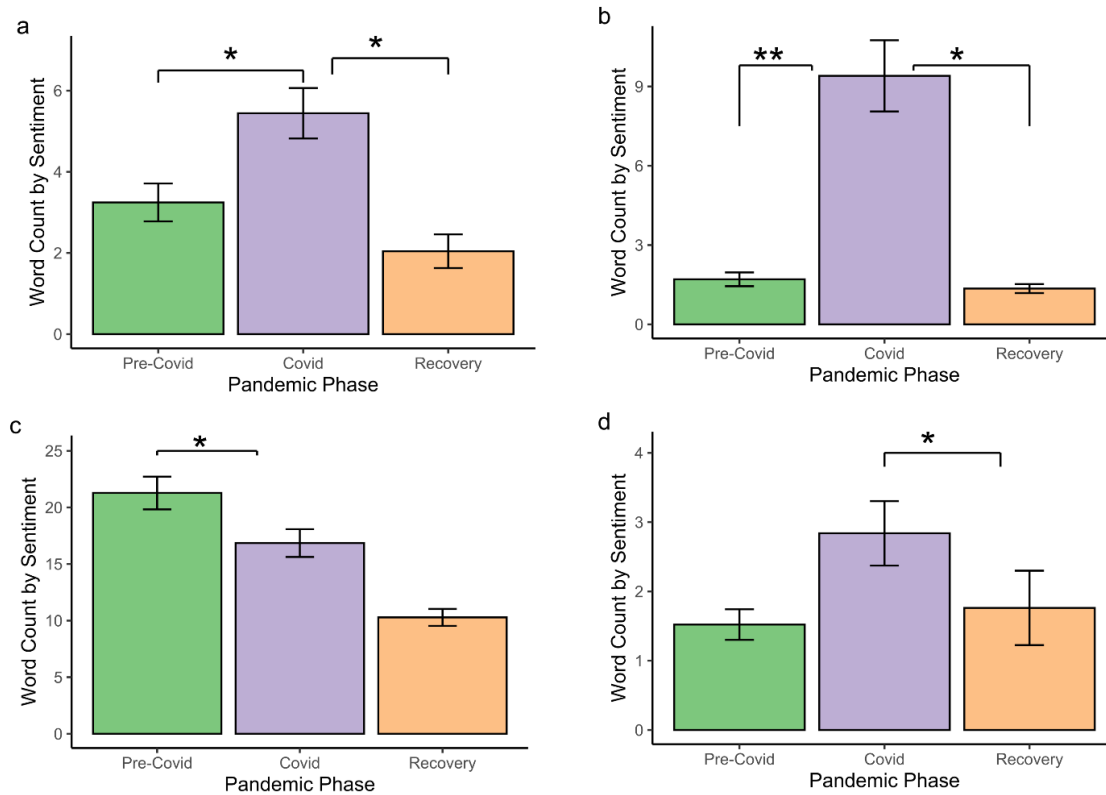 a
Word Count by Sentiment
6
4
2
0
*
*
Pre-Covid Covid Recovery
Pandemic Phase
b
Word Count by Sentiment
9
6
3
0
**
*
Pre-Covid Covid Recovery
Pandemic Phase
c
Word Count by Sentiment
25
20
15
10
5
0
*
Pre-Covid Covid Recovery
Pandemic Phase
d
Word Count by Sentiment
4
3
2
1
0
*
Pre-Covid Covid Recovery
Pandemic Phase